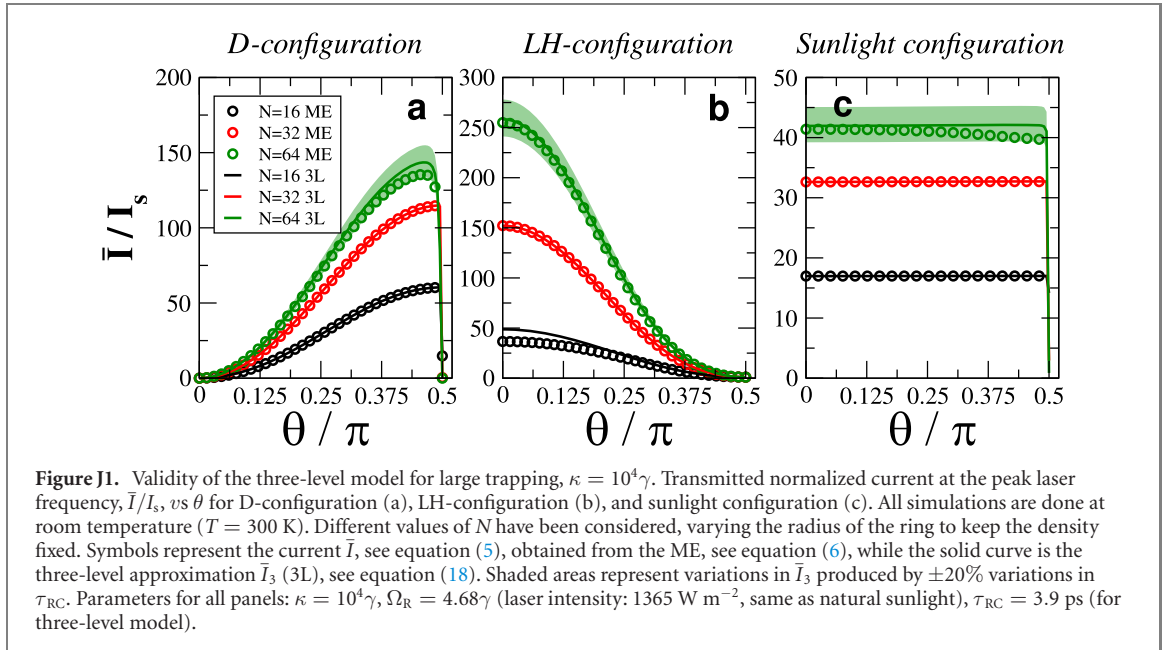 D-configuration LH-configuration Sunlight configuration
200
150
100
50
0
Ī / I_s
a
N=16 ME
N=32 ME
N=64 ME
N=16 3L
N=32 3L
N=64 3L
0 0.125 0.25 0.375 0.5
θ / π
300
250
200
150
100
50
0
b
0 0.125 0.25 0.375 0.5
θ / π
50
40
30
20
10
0
c
0 0.125 0.25 0.375 0.5
θ / π
Figure J1. Validity of the three-level model for large trapping, κ = 10⁴γ. Transmitted normalized current at the peak laser
frequency, Ī/I_s, vs θ for D-configuration (a), LH-configuration (b), and sunlight configuration (c). All simulations are done at
room temperature (T = 300 K). Different values of N have been considered, varying the radius of the ring to keep the density
fixed. Symbols represent the current Ī, see equation (5), obtained from the ME, see equation (6), while the solid curve is the
three-level approximation Ī₃ (3L), see equation (18). Shaded areas represent variations in Ī₃ produced by ±20% variations in
τ_RC. Parameters for all panels: κ = 10⁴γ, Ω_R = 4.68γ (laser intensity: 1365 W m⁻², same as natural sunlight), τ_RC = 3.9 ps (for
three-level model).